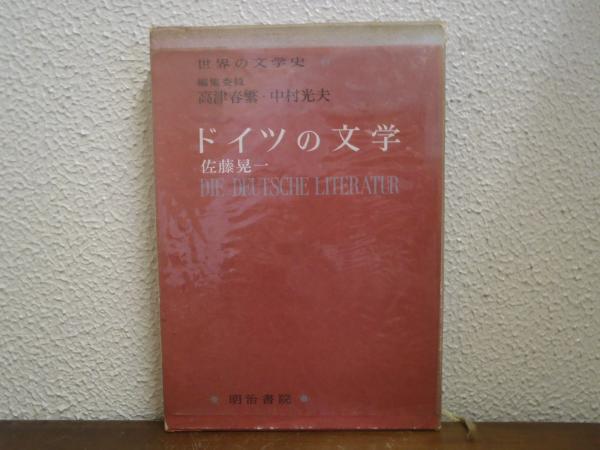 世界の文学史
編集委員
高津春繁・中村光夫
ドイツの文学
佐藤晃一
DIE DEUTSCHE LITERATUR
明治書院